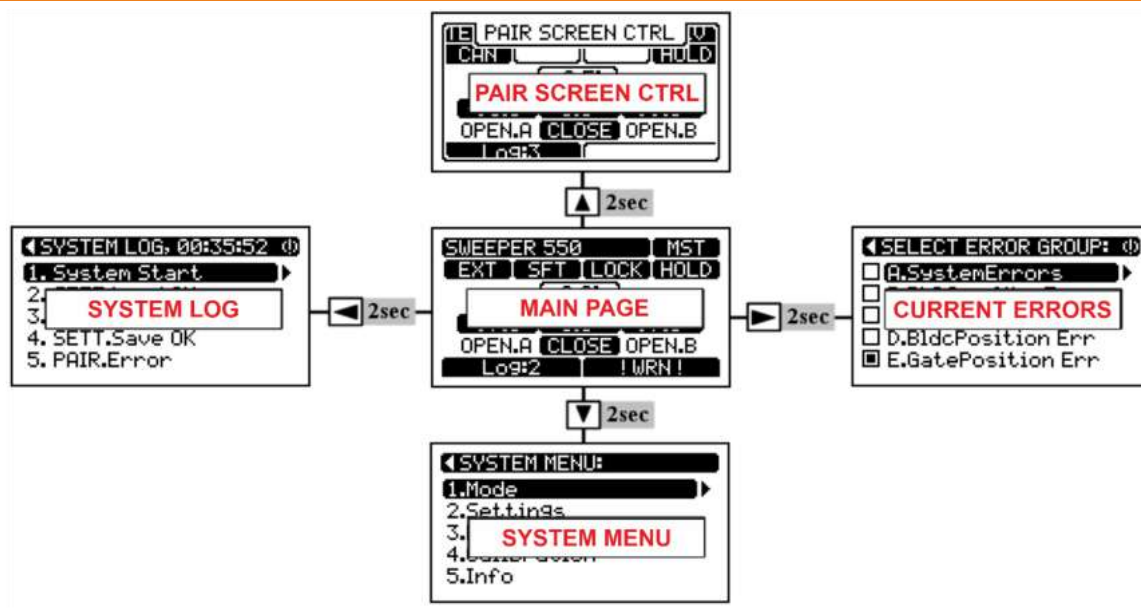 PAIR SCREEN CTRL
CAN HOLD
PAIR SCREEN CTRL
OPEN.A CLOSE OPEN.B
Log:3
▲ 2sec
SYSTEM LOG, 00:35:52
1. System Start
2.
SYSTEM LOG
3.
4. SETT.Save OK
5. PAIR.Error
◀ 2sec
SWEEPER 550 MST
EXT SFT LOCK HOLD
MAIN PAGE
OPEN.A CLOSE OPEN.B
Log:2 !WRN!
▶ 2sec
SELECT ERROR GROUP:
A.SystemErrors
CURRENT ERRORS
D.BldcPosition Err
E.GatePosition Err
▼ 2sec
SYSTEM MENU:
1.Mode
2.Settings
3.
SYSTEM MENU
4.
5.Info